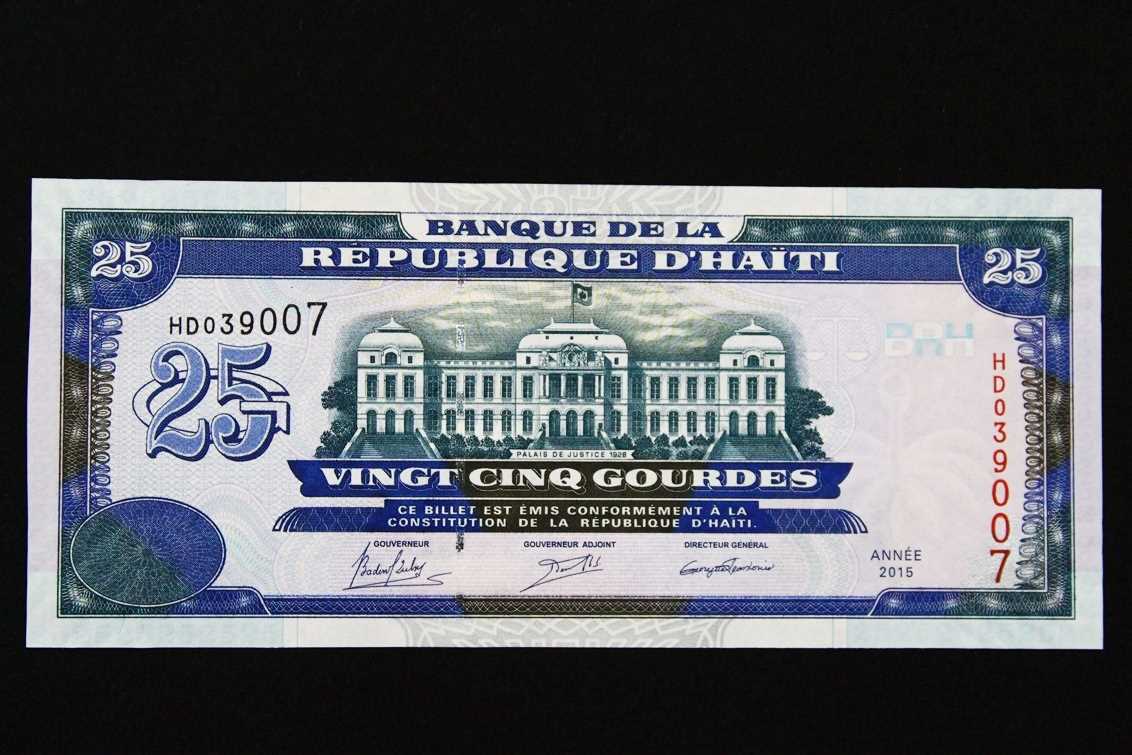 BANQUE DE LA
RÉPUBLIQUE D'HAÏTI
25
25
HD039007
25
BRH
HD039007
PALAIS DE JUSTICE 1928
VINGT CINQ GOURDES
CE BILLET EST ÉMIS CONFORMÉMENT À LA
CONSTITUTION DE LA RÉPUBLIQUE D'HAITI.
GOUVERNEUR
GOUVERNEUR ADJOINT
DIRECTEUR GÉNÉRAL
ANNÉE
2015